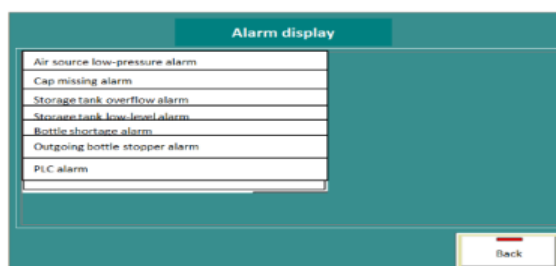 Alarm display
Air source low-pressure alarm
Cap missing alarm
Storage tank overflow alarm
Storage tank low-level alarm
Bottle shortage alarm
Outgoing bottle stopper alarm
PLC alarm
Back